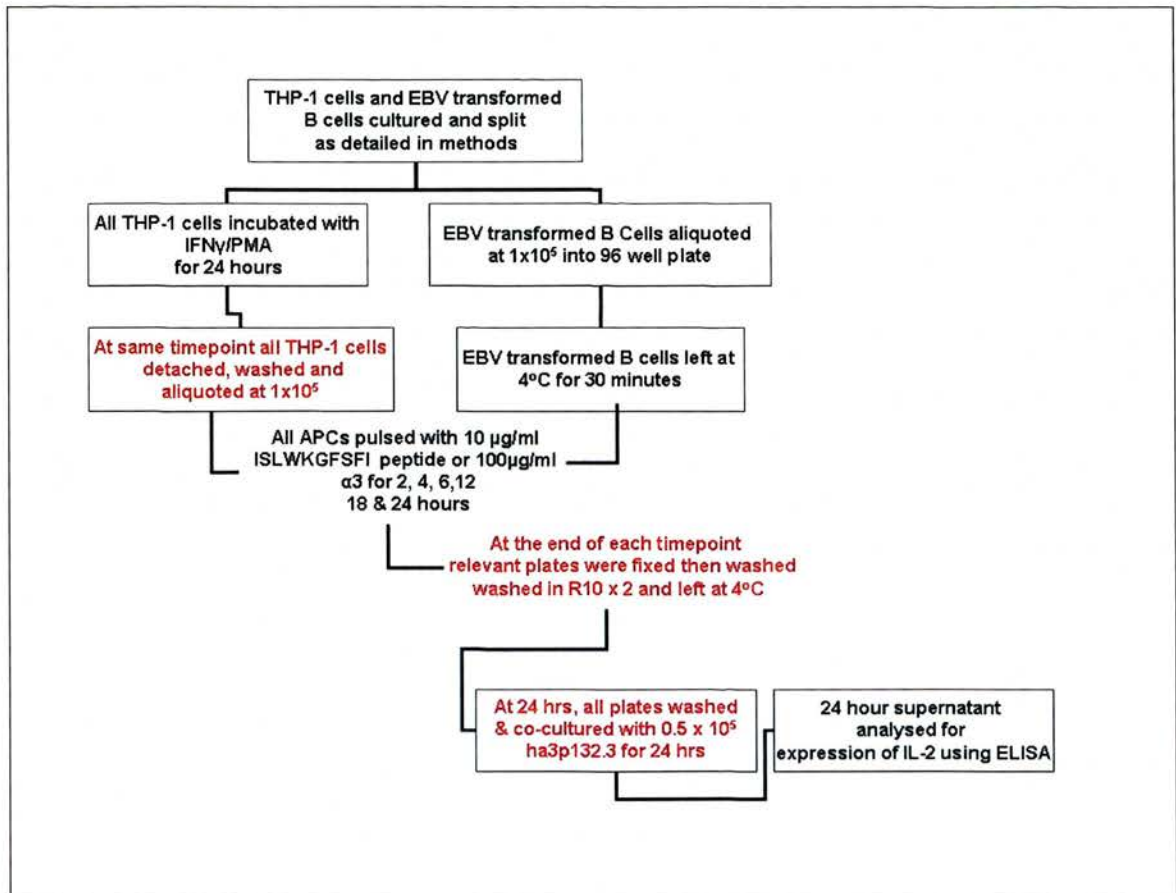 THP-1 cells and EBV transformed
B cells cultured and split
as detailed in methods
All THP-1 cells incubated with
IFNγ/PMA
for 24 hours
EBV transformed B Cells aliquoted
at 1x10⁵ into 96 well plate
At same timepoint all THP-1 cells
detached, washed and
aliquoted at 1x10⁵
EBV transformed B cells left at
4ºC for 30 minutes
All APCs pulsed with 10 µg/ml
ISLWKGFSFI peptide or 100µg/ml
α3 for 2, 4, 6,12
18 & 24 hours
At the end of each timepoint
relevant plates were fixed then washed
washed in R10 x 2 and left at 4ºC
At 24 hrs, all plates washed
& co-cultured with 0.5 x 10⁵
ha3p132.3 for 24 hrs
24 hour supernatant
analysed for
expression of IL-2 using ELISA